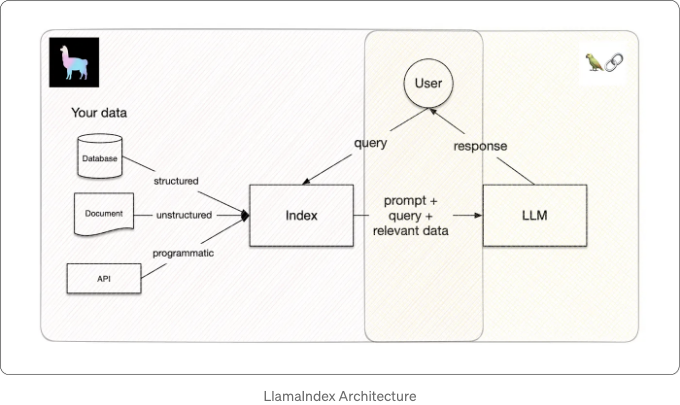 Your data
Database
Document
API
structured
unstructured
programmatic
Index
User
query
response
prompt +
query +
relevant data
LLM
LlamaIndex Architecture